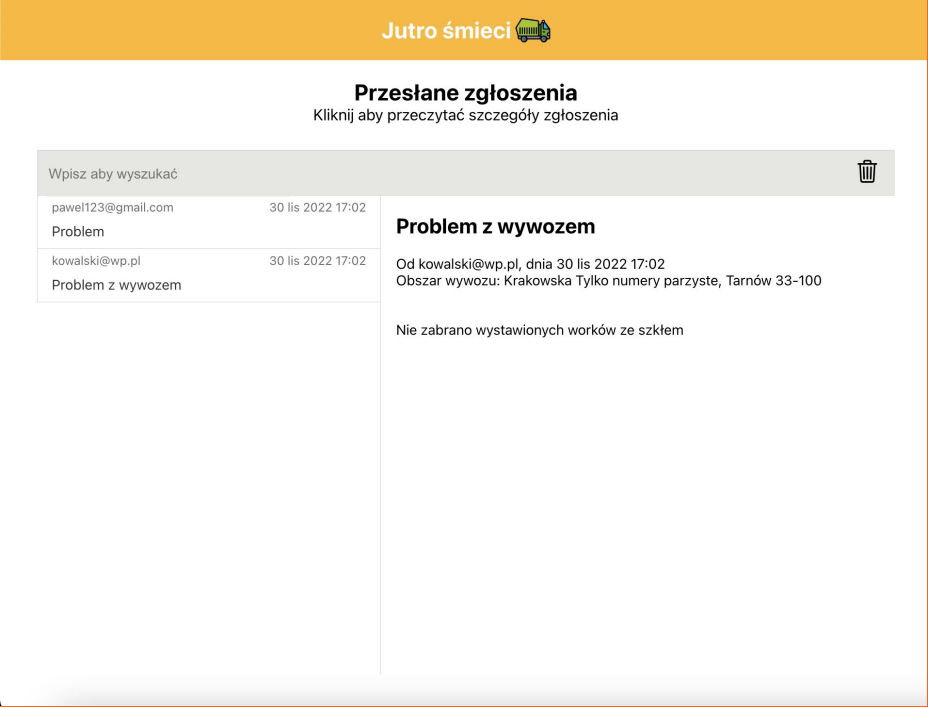 Jutro śmieci
Przesłane zgłoszenia
Kliknij aby przeczytać szczegóły zgłoszenia
Wpisz aby wyszukać
pawel123@gmail.com 30 lis 2022 17:02
Problem
kowalski@wp.pl 30 lis 2022 17:02
Problem z wywozem
Problem z wywozem
Od kowalski@wp.pl, dnia 30 lis 2022 17:02
Obszar wywozu: Krakowska Tylko numery parzyste, Tarnów 33-100
Nie zabrano wystawionych worków ze szkłem